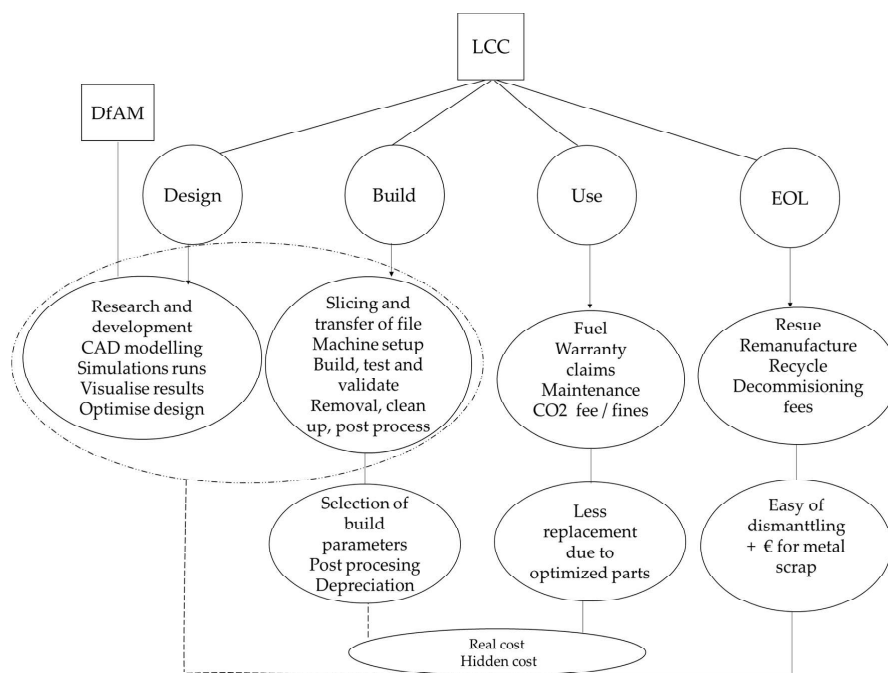 LCC
DfAM
Design
Build
Use
EOL
Research and
development
CAD modelling
Simulations runs
Visualise results
Optimise design
Slicing and
transfer of file
Machine setup
Build, test and
validate
Removal, clean
up, post process
Fuel
Warranty
claims
Maintenance
CO2 fee / fines
Resue
Remanufacture
Recycle
Decommisioning
fees
Selection of
build
parameters
Post procesing
Depreciation
Less
replacement
due to
optimized parts
Easy of
dismanttling
+ € for metal
scrap
Real cost
Hidden cost